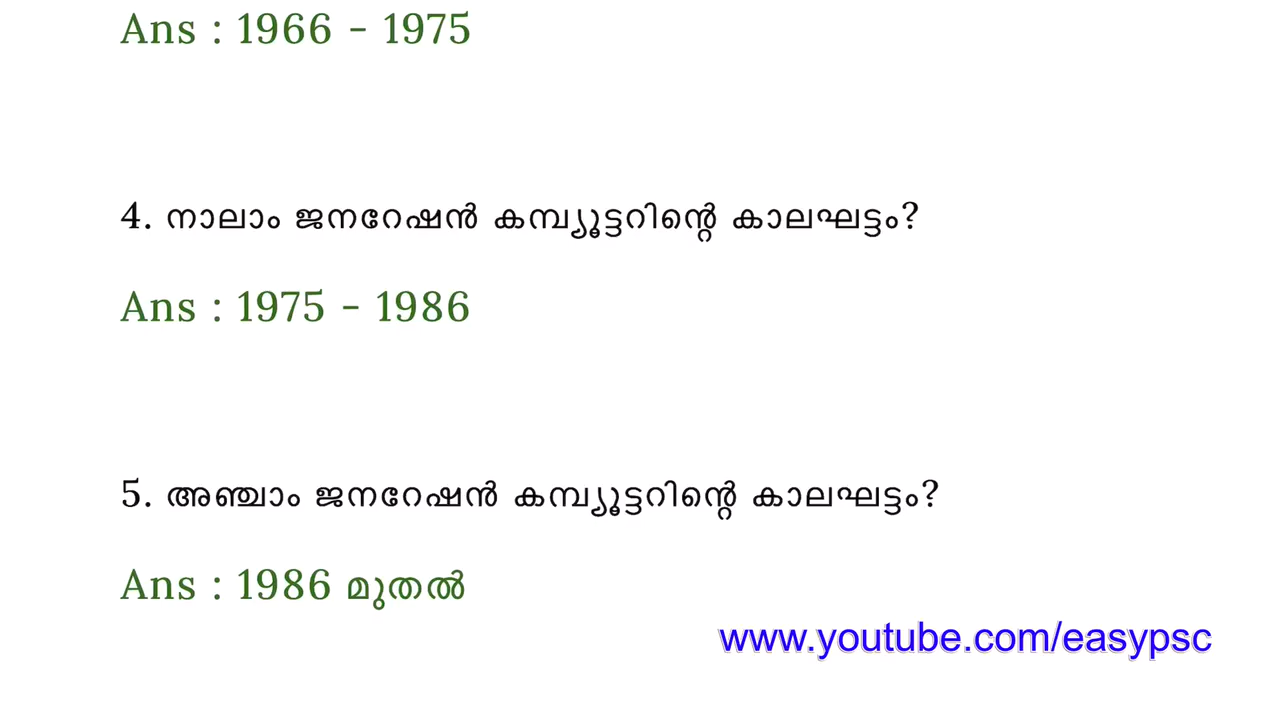 Ans : 1966 - 1975
4. നാലാം ജനറേഷൻ കമ്പ്യൂട്ടറിന്റെ കാലഘട്ടം?
Ans : 1975 - 1986
5. അഞ്ചാം ജനറേഷൻ കമ്പ്യൂട്ടറിന്റെ കാലഘട്ടം?
Ans : 1986 മുതൽ
www.youtube.com/easypsc